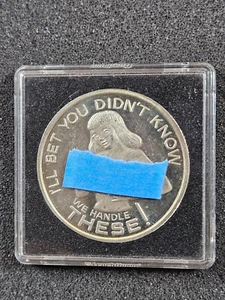 I'LL BET YOU DIDN'T KNOW
WE HANDLE
THESE!